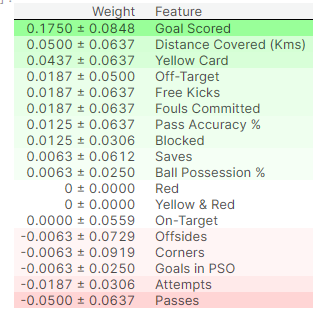 Weight Feature
0.1750 ± 0.0848 Goal Scored
0.0500 ± 0.0637 Distance Covered (Kms)
0.0437 ± 0.0637 Yellow Card
0.0187 ± 0.0500 Off-Target
0.0187 ± 0.0637 Free Kicks
0.0187 ± 0.0637 Fouls Committed
0.0125 ± 0.0637 Pass Accuracy %
0.0125 ± 0.0306 Blocked
0.0063 ± 0.0612 Saves
0.0063 ± 0.0250 Ball Possession %
0 ± 0.0000 Red
0 ± 0.0000 Yellow & Red
0.0000 ± 0.0559 On-Target
-0.0063 ± 0.0729 Offsides
-0.0063 ± 0.0919 Corners
-0.0063 ± 0.0250 Goals in PSO
-0.0187 ± 0.0306 Attempts
-0.0500 ± 0.0637 Passes